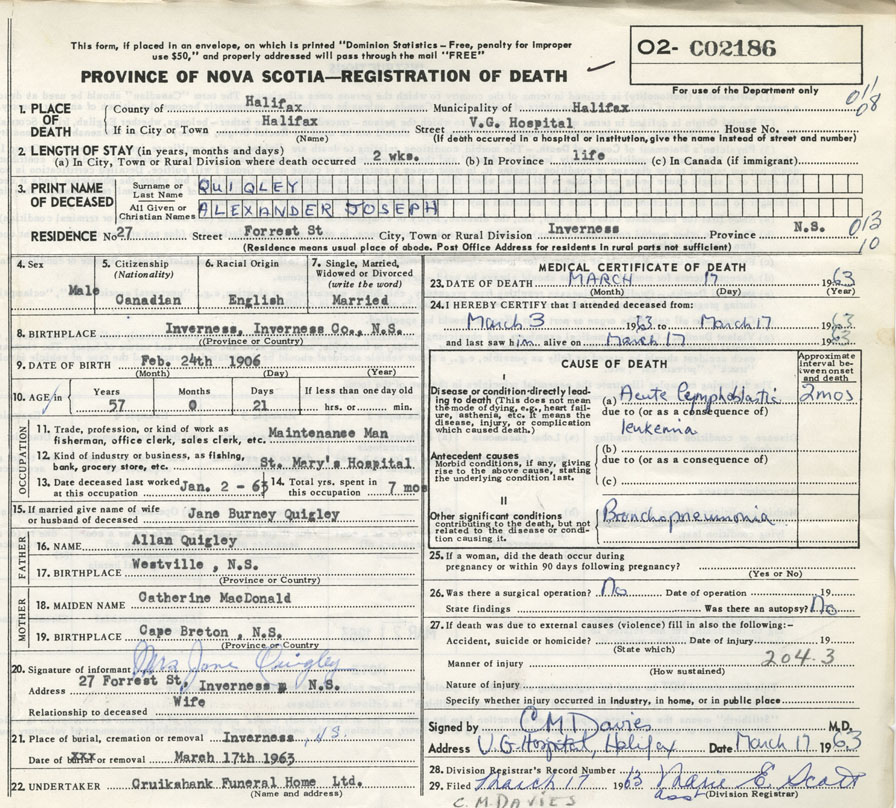 This form, if placed in an envelope, on which is printed "Dominion Statistics - Free, penalty for improper
use $50," and properly addressed will pass through the mail "FREE"
02- C02186
PROVINCE OF NOVA SCOTIA—REGISTRATION OF DEATH
For use of the Department only
1. PLACE OF DEATH
County of Halifax Municipality of Halifax
If in City or Town Halifax Street V.G. Hospital House No.
(Name) (If death occurred in a hospital or institution, give the name instead of street and number)
2. LENGTH OF STAY (in years, months and days)
(a) In City, Town or Rural Division where death occurred 2 wks. (b) In Province life (c) In Canada (if immigrant)
3. PRINT NAME OF DECEASED
Surname or Last Name QUIGLEY
All Given or Christian Names ALEXANDER JOSEPH
013
10
RESIDENCE No. 27 Street Forrest St City, Town or Rural Division Inverness Province N.S.
(Residence means usual place of abode. Post Office Address for residents in rural parts not sufficient)
4. Sex Male
5. Citizenship (Nationality) Canadian
6. Racial Origin English
7. Single, Married, Widowed or Divorced (write the word) Married
8. BIRTHPLACE Inverness, Inverness Co., N.S.
(Province or Country)
9. DATE OF BIRTH Feb. 24th 1906
(Month) (Day) (Year)
10. AGE in Years 57 Months 0 Days 21 If less than one day old hrs. or min.
OCCUPATION
11. Trade, profession or kind of work as fisherman, office clerk, sales clerk, etc. Maintenance Man
12. Kind of industry or business, as fishing, bank, grocery store, etc. St. Mary's Hospital
13. Date deceased last worked at this occupation Jan. 2 - 63
14. Total yrs. spent in this occupation 7 mos
15. If married give name of wife or husband of deceased Jane Burney Quigley
FATHER
16. NAME Allan Quigley
17. BIRTHPLACE Westville , N.S.
(Province or Country)
MOTHER
18. MAIDEN NAME Catherine MacDonald
19. BIRTHPLACE Cape Breton , N.S.
(Province or Country)
20. Signature of informant Mrs Jane Quigley
Address 27 Forrest St, Inverness N.S.
Relationship to deceased Wife
21. Place of burial, cremation or removal Inverness, N.S.
Date of burial or removal March 17th 1963
22. UNDERTAKER Cruikshank Funeral Home Ltd.
(Name and address)
MEDICAL CERTIFICATE OF DEATH
23. DATE OF DEATH MARCH 17 1963
(Month) (Day) (Year)
24. I HEREBY CERTIFY that I attended deceased from:
March 3 1963 to March 17 1963
and last saw him alive on March 17 1963
CAUSE OF DEATH
Approximate interval between onset and death
I
Disease or condition directly leading to death (This does not mean the mode of dying, e.g., heart failure, asthenia, etc. It means the disease, injury, or complication which caused death.)
(a) Acute Lymphoblastic 2 mos
due to (or as a consequence of)
leukemia
Antecedent causes
Morbid conditions, if any, giving rise to the above cause, stating the underlying condition last.
(b)
due to (or as a consequence of)
(c)
II
Other significant conditions contributing to the death, but not related to the disease or condition causing it.
Bronchopneumonia
25. If a woman, did the death occur during
pregnancy or within 90 days following pregnancy?
(Yes or No)
26. Was there a surgical operation? No Date of operation 19
State findings Was there an autopsy? No
27. If death was due to external causes (violence) fill in also the following:-
Accident, suicide or homicide? Date of injury 19
(State which)
Manner of injury 204.3
(How sustained)
Nature of injury
Specify whether injury occurred in industry, in home, or in public place
Signed by C M Davies M.D.
Address V.G. Hospital, Halifax Date March 17 1963
28. Division Registrar's Record Number
29. Filed March 17 1963 Marie E. Scott
asst (Division Registrar)
C. M. DAVIES